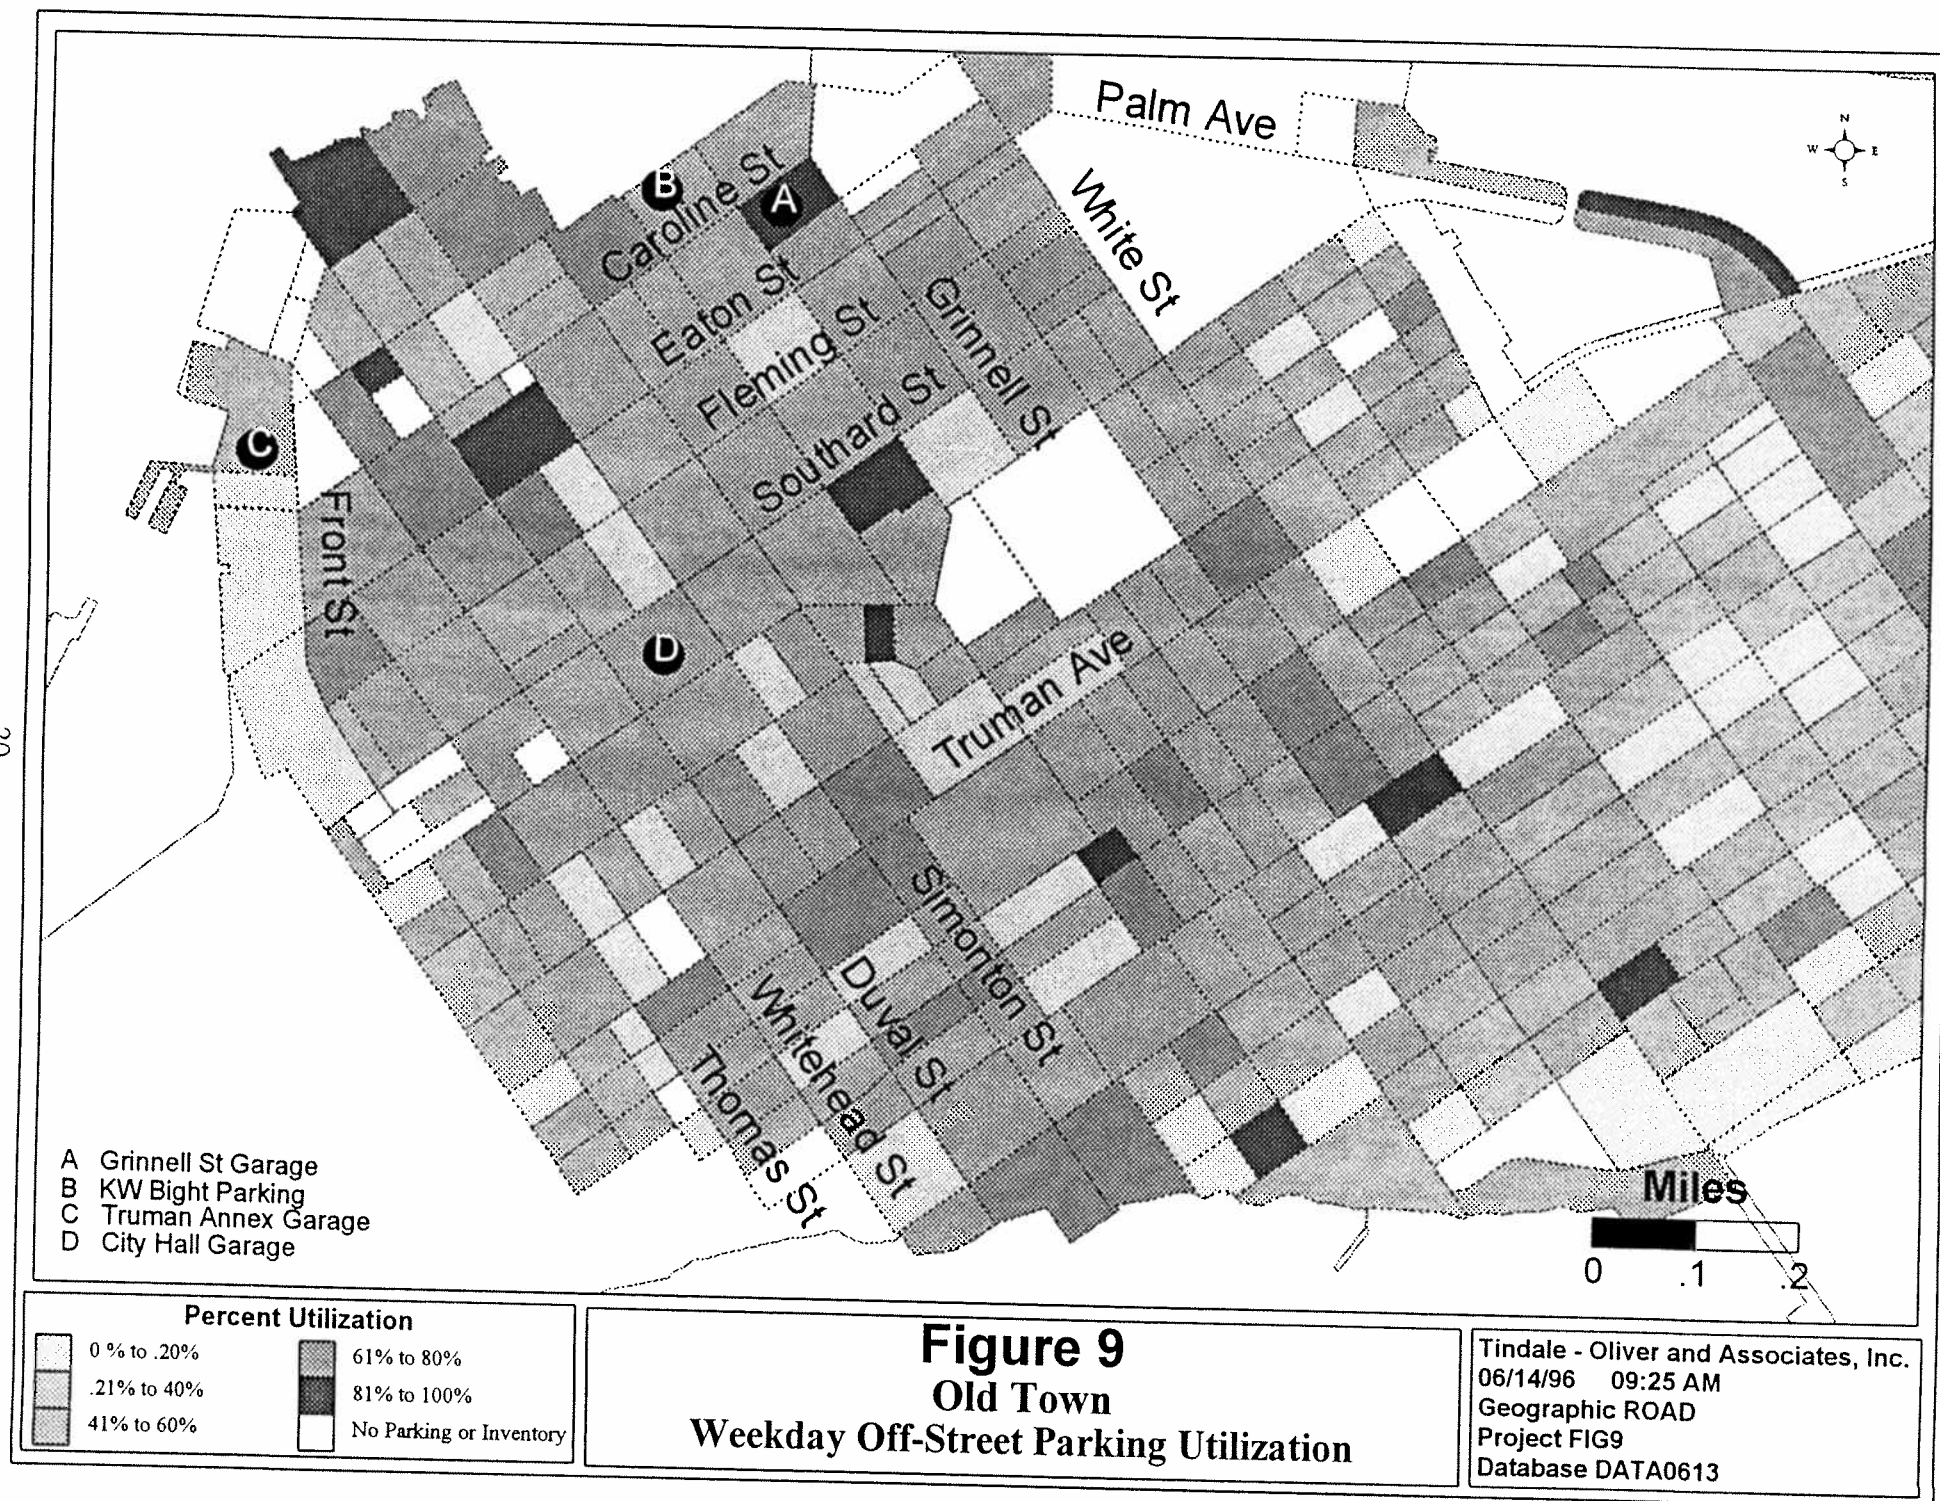 Palm Ave
N
W E
S
White St
B
Caroline St
A
Eaton St
Fleming St
Grinnell St
Southard St
C
Front St
D
Truman Ave
Simonton St
Duval St
Whitehead St
Thomas St
A Grinnell St Garage
B KW Bight Parking
C Truman Annex Garage
D City Hall Garage
Miles
0 .1 .2
Percent Utilization
0 % to .20%
.21% to 40%
41% to 60%
61% to 80%
81% to 100%
No Parking or Inventory
Figure 9
Old Town
Weekday Off-Street Parking Utilization
Tindale - Oliver and Associates, Inc.
06/14/96 09:25 AM
Geographic ROAD
Project FIG9
Database DATA0613